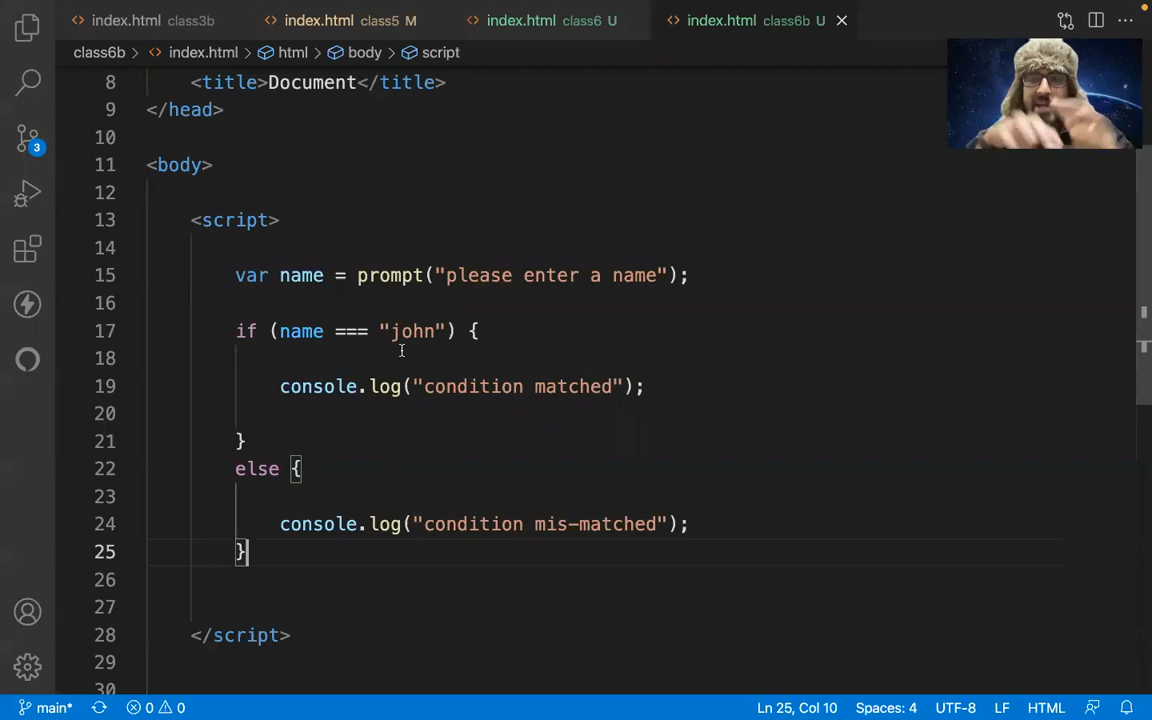 index.html class3b index.html class5 M index.html class6 U index.html class6b U
class6b index.html html body script
8 <title>Document</title>
9 </head>
10
11 <body>
12
13 <script>
14
15 var name = prompt("please enter a name");
16
17 if (name === "john") {
18
19 console.log("condition matched");
20
21 }
22 else {
23
24 console.log("condition mis-matched");
25 }
26
27
28 </script>
29
30
3
main* 0 0 Ln 25, Col 10 Spaces: 4 UTF-8 LF HTML